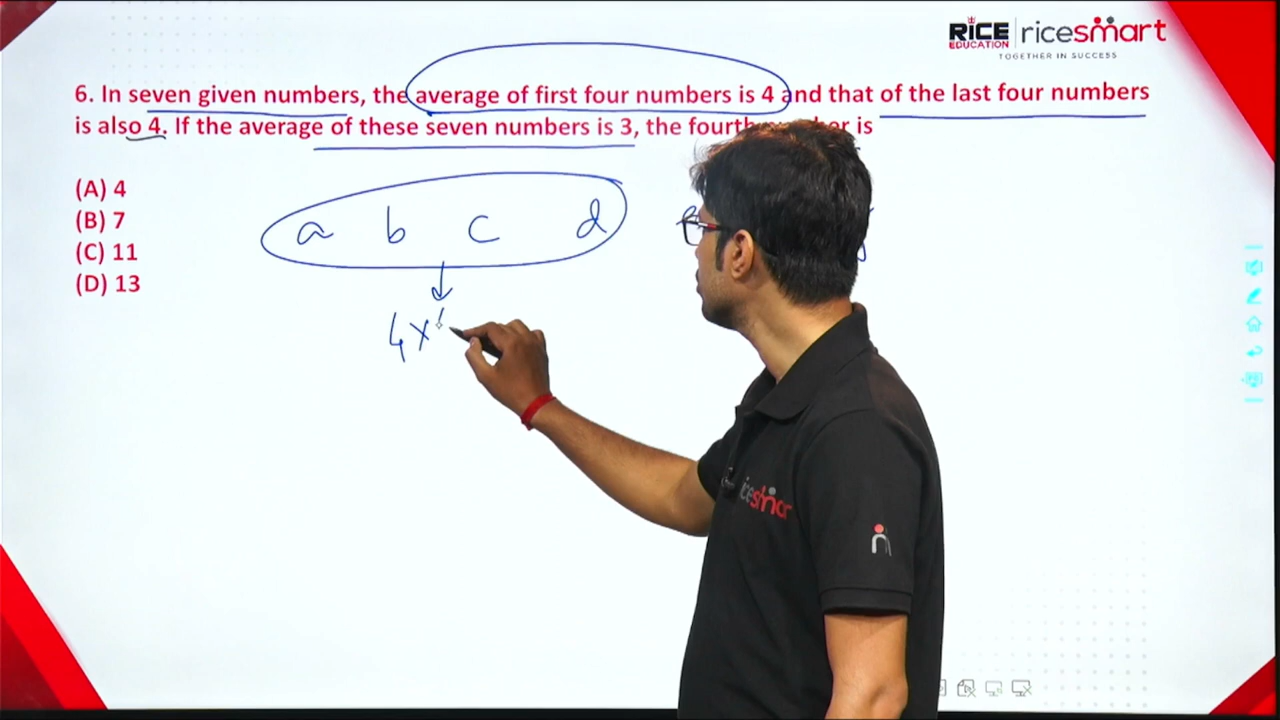 RICE EDUCATION | ricesmart
TOGETHER IN SUCCESS
6. In seven given numbers, the average of first four numbers is 4 and that of the last four numbers
is also 4. If the average of these seven numbers is 3, the fourth is
(A) 4
(B) 7
(C) 11
(D) 13
a b c d
4x
ricesmart